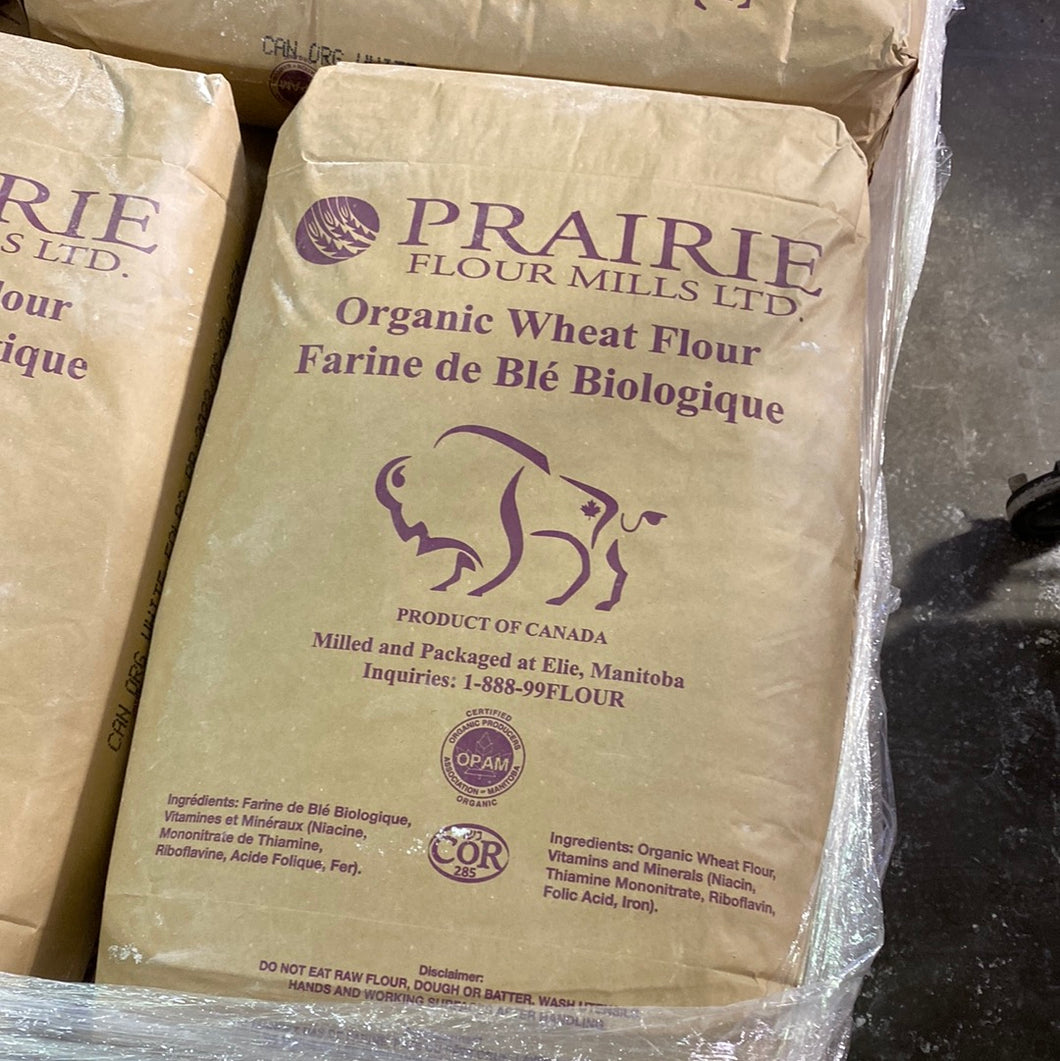 CAN.ORG.WHITE
RIE
S LTD.
lour
ique
CAN.ORG.WHITE
PRAIRIE
FLOUR MILLS LTD.
Organic Wheat Flour
Farine de Blé Biologique
PRODUCT OF CANADA
Milled and Packaged at Elie, Manitoba
Inquiries: 1-888-99FLOUR
CERTIFIED
ORGANIC PRODUCERS
OPAM
ASSOCIATION OF MANITOBA
ORGANIC
Ingrédients: Farine de Blé Biologique,
Vitamines et Minéraux (Niacine,
Mononitrate de Thiamine,
Riboflavine, Acide Folique, Fer).
COR
285
Ingredients: Organic Wheat Flour,
Vitamins and Minerals (Niacin,
Thiamine Mononitrate, Riboflavin,
Folic Acid, Iron).
Disclaimer:
DO NOT EAT RAW FLOUR, DOUGH OR BATTER. WASH UTENSILS,
HANDS AND WORKING SURFACES AFTER HANDLING.